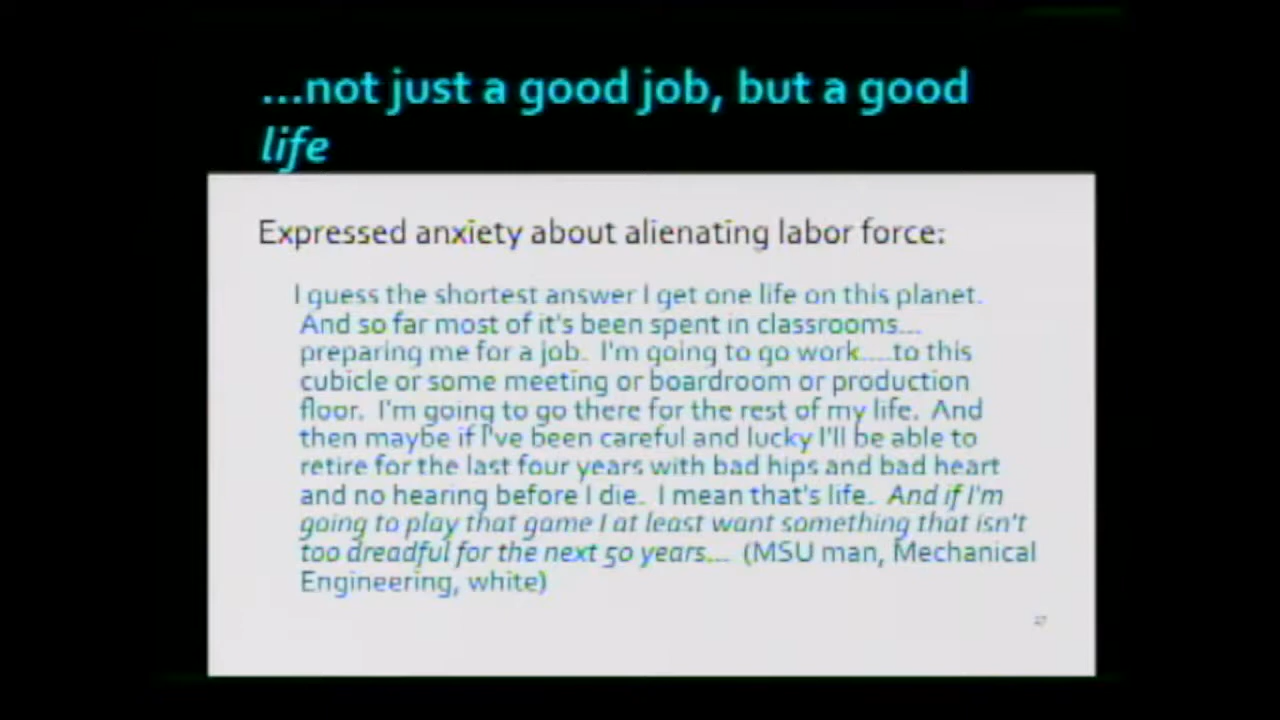 ...not just a good job, but a good
life
Expressed anxiety about alienating labor force:
I guess the shortest answer I get one life on this planet.
And so far most of it's been spent in classrooms...
preparing me for a job. I'm going to go work....to this
cubicle or some meeting or boardroom or production
floor. I'm going to go there for the rest of my life. And
then maybe if I've been careful and lucky I'll be able to
retire for the last four years with bad hips and bad heart
and no hearing before I die. I mean that's life. And if I'm
going to play that game I at least want something that isn't
too dreadful for the next 50 years... (MSU man, Mechanical
Engineering, white)